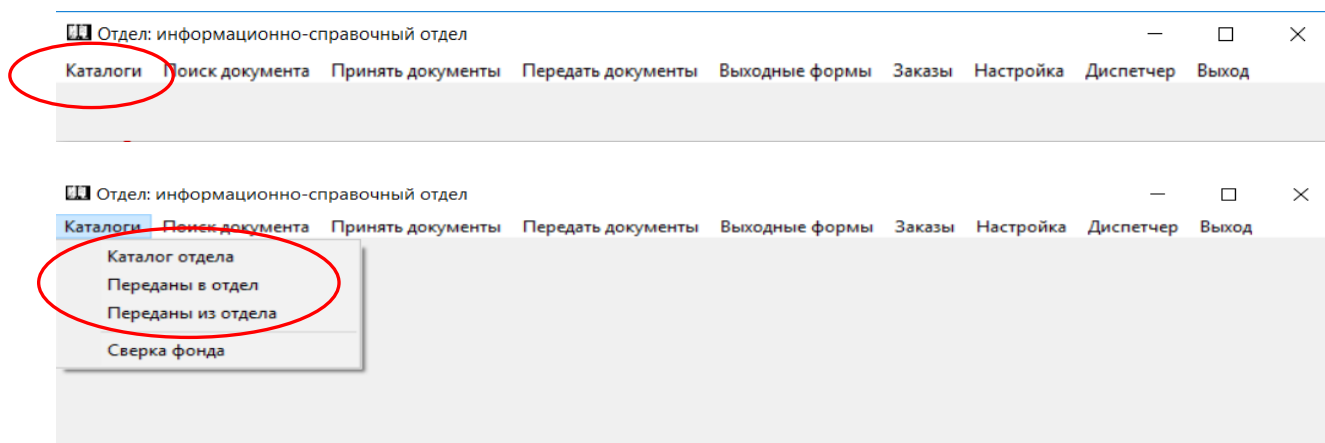 Отдел: информационно-справочный отдел
Каталоги Поиск документа Принять документы Передать документы Выходные формы Заказы Настройка Диспетчер Выход
Отдел: информационно-справочный отдел
Каталоги Поиск документа Принять документы Передать документы Выходные формы Заказы Настройка Диспетчер Выход
Каталог отдела
Переданы в отдел
Переданы из отдела
Сверка фонда